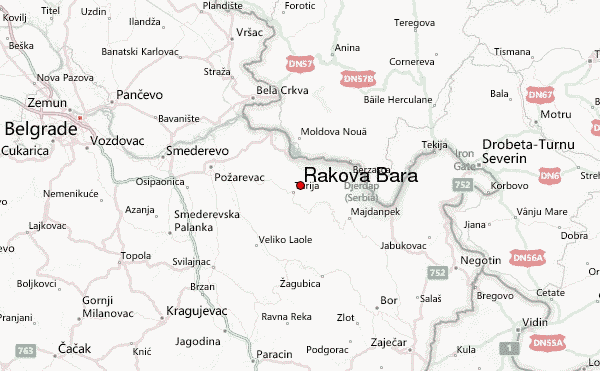 Kovilj
Titel
Uzdin
Ilandža
Plandište
Forotic
Teregova
Vršac
Beška
Banatski Karlovac
Anina
Cornereva
Tismana
DN57
DN57B
Nova Pazova
Straža
Bela Crkva
Băile Herculane
Bala
DN67
Zemun
Pančevo
Motru
Belgrade
Bavanište
Moldova Nouă
Vozdovac
Tekija
Drobeta-Turnu
Severin
Cukarica
Smederevo
Iron
Gate
Berzasca
Rakova Bara
DN6
Strehaia
Požarevac
Osipaonica
Đerdap
(Serbia)
752
Korbovo
Nemenikuće
Azanja
Smederevska
Palanka
Majdanpek
Vânju Mare
Jiana
Lajkovac
Dobra
Veliko Laole
Jabukovac
Topola
Svilajnac
Negotin
DN56A
752
Boljkovci
Žagubica
Brzan
Bregovo
Cetate
Gornji
Milanovac
Bor
Salaš
Pranjani
Kragujevac
Ravna Reka
Zlot
Vidin
Jagodina
Zaječar
763
Čačak
Knić
Paracin
Podgorac
Kula
1
DN55A